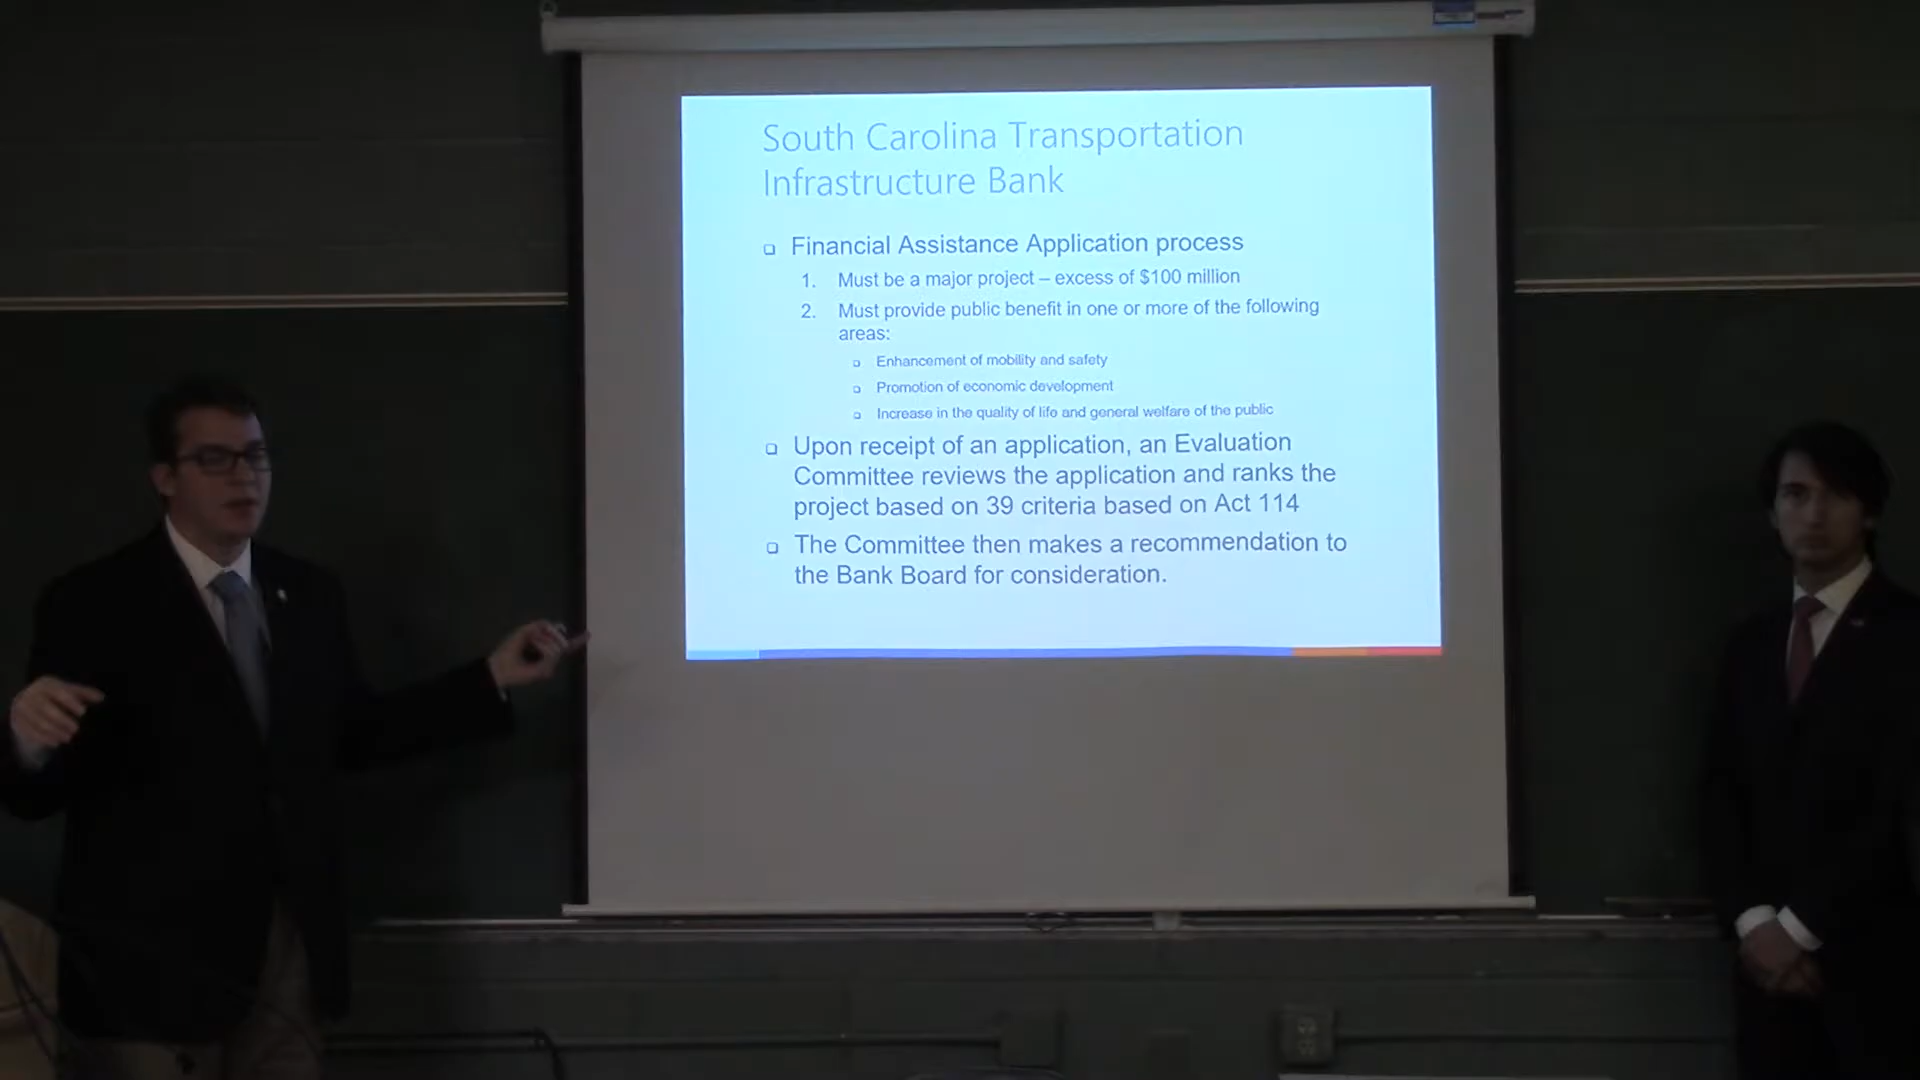 South Carolina Transportation
Infrastructure Bank
Financial Assistance Application process
1. Must be a major project – excess of $100 million
2. Must provide public benefit in one or more of the following
areas:
Enhancement of mobility and safety
Promotion of economic development
Increase in the quality of life and general welfare of the public
Upon receipt of an application, an Evaluation
Committee reviews the application and ranks the
project based on 39 criteria based on Act 114
The Committee then makes a recommendation to
the Bank Board for consideration.